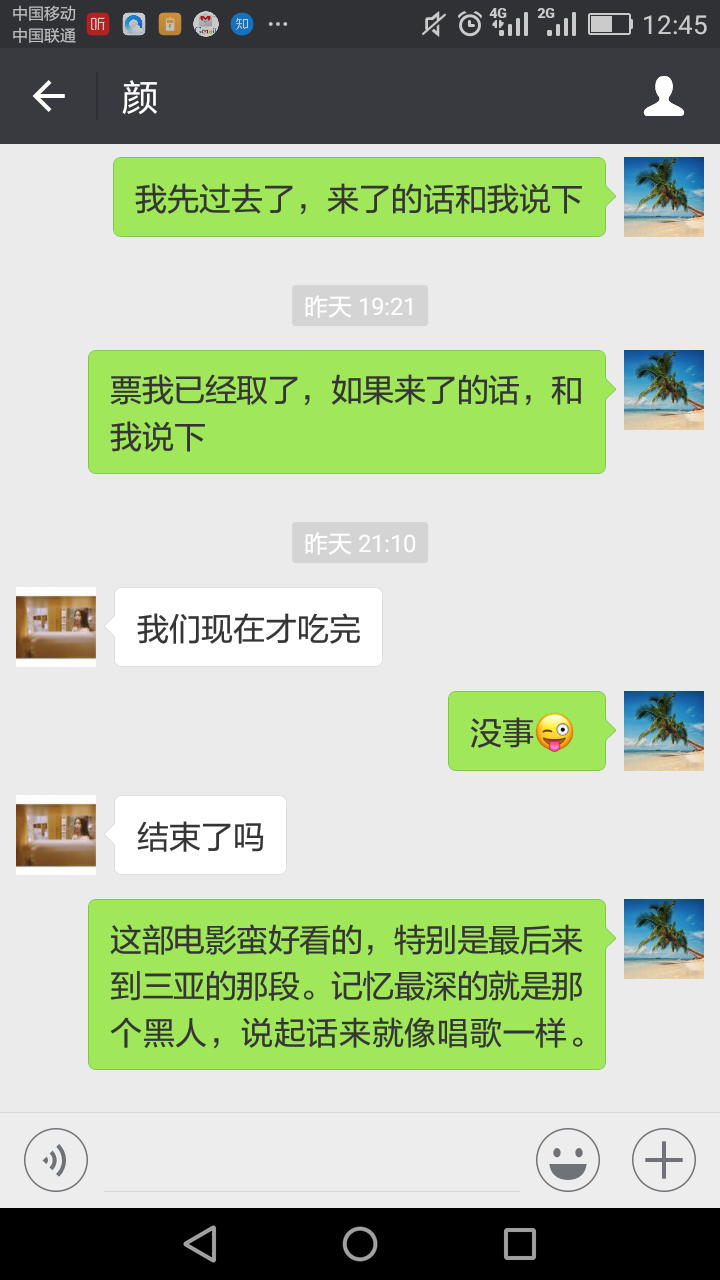 中国移动
中国联通
听
知
4G
2G
12:45
颜
我先过去了，来了的话和我说下
昨天 19:21
票我已经取了，如果来了的话，和
我说下
昨天 21:10
我们现在才吃完
没事😜
结束了吗
这部电影蛮好看的，特别是最后来
到三亚的那段。记忆最深的就是那
个黑人，说起话来就像唱歌一样。